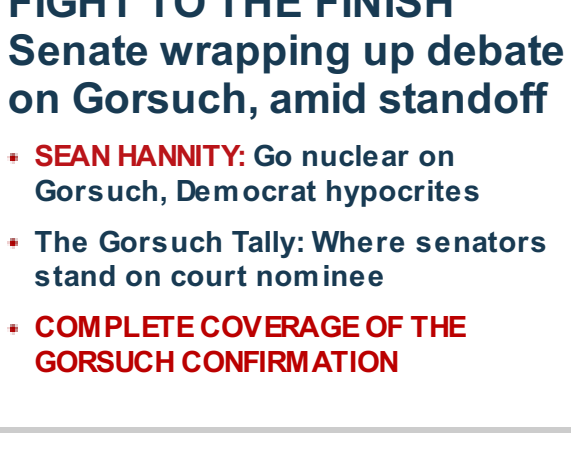 FIGHT TO THE FINISH
Senate wrapping up debate
on Gorsuch, amid standoff
SEAN HANNITY: Go nuclear on
Gorsuch, Democrat hypocrites
The Gorsuch Tally: Where senators
stand on court nominee
COMPLETE COVERAGE OF THE
GORSUCH CONFIRMATION